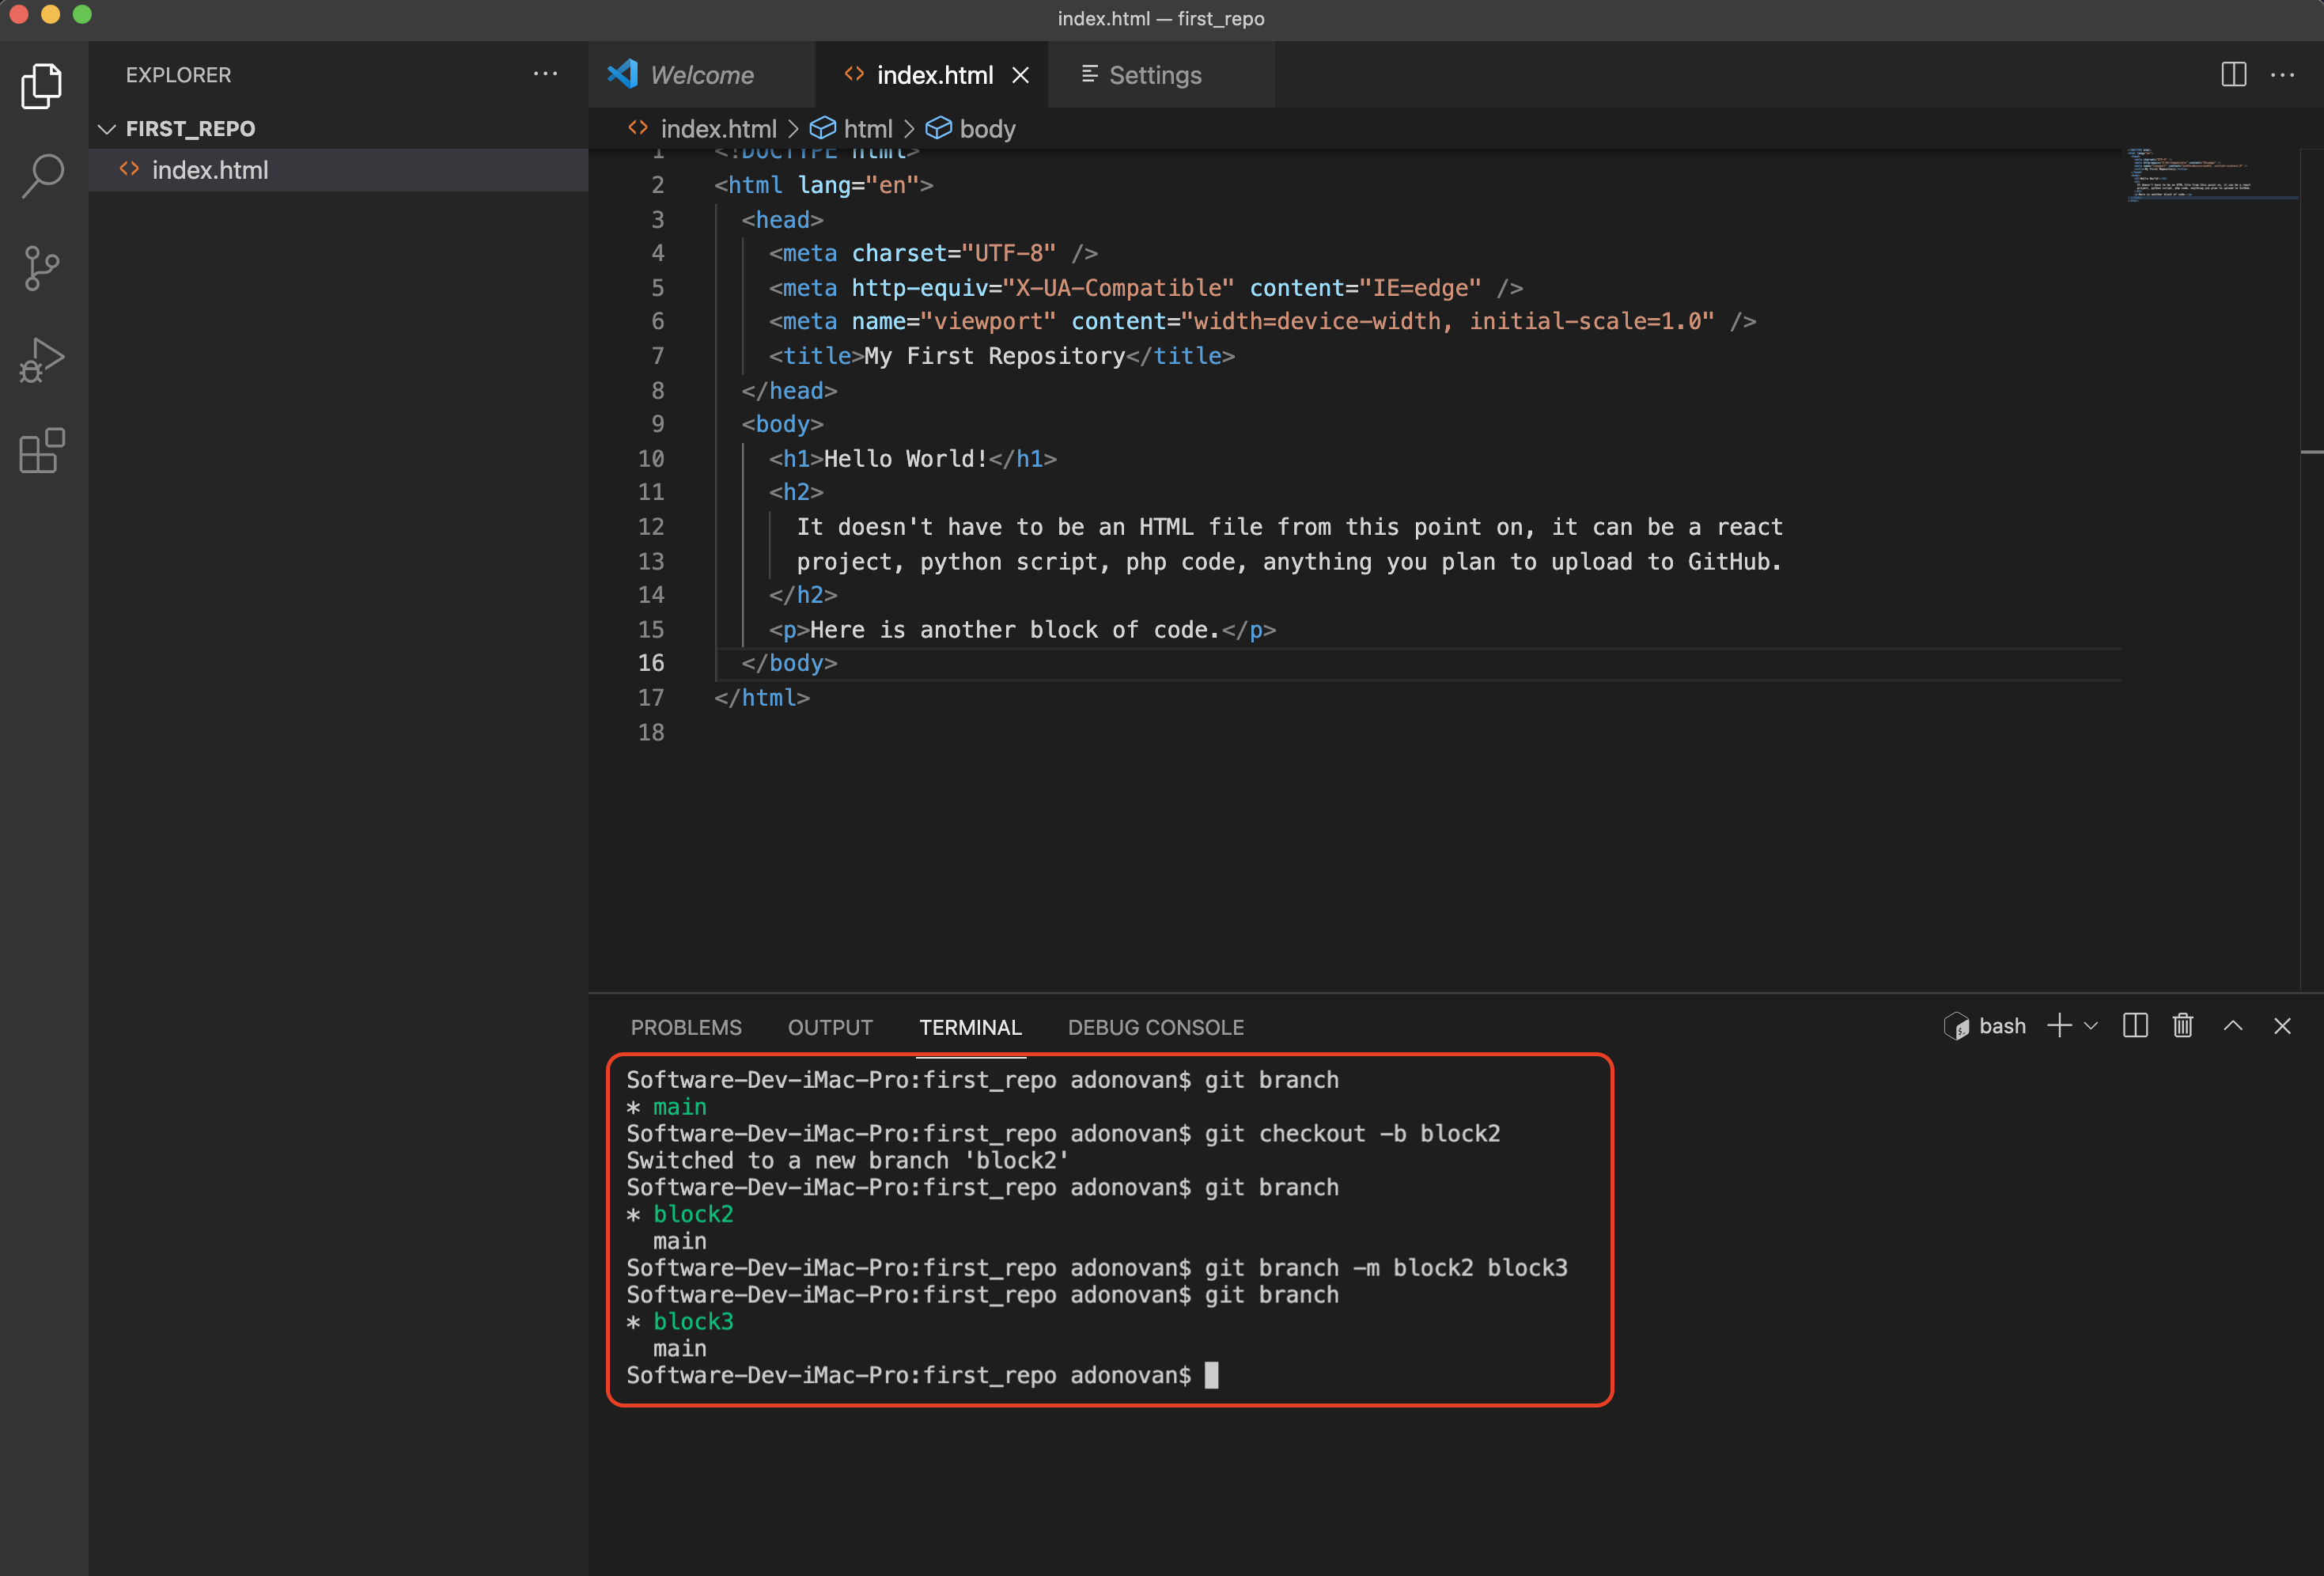 index.html — first_repo
EXPLORER
FIRST_REPO
index.html
Welcome
index.html
Settings
index.html > html > body
1 <!DOCTYPE html>
2 <html lang="en">
3 <head>
4 <meta charset="UTF-8" />
5 <meta http-equiv="X-UA-Compatible" content="IE=edge" />
6 <meta name="viewport" content="width=device-width, initial-scale=1.0" />
7 <title>My First Repository</title>
8 </head>
9 <body>
10 <h1>Hello World!</h1>
11 <h2>
12 It doesn't have to be an HTML file from this point on, it can be a react
13 project, python script, php code, anything you plan to upload to GitHub.
14 </h2>
15 <p>Here is another block of code.</p>
16 </body>
17 </html>
18
PROBLEMS OUTPUT TERMINAL DEBUG CONSOLE
bash
Software-Dev-iMac-Pro:first_repo adonovan$ git branch
* main
Software-Dev-iMac-Pro:first_repo adonovan$ git checkout -b block2
Switched to a new branch 'block2'
Software-Dev-iMac-Pro:first_repo adonovan$ git branch
* block2
main
Software-Dev-iMac-Pro:first_repo adonovan$ git branch -m block2 block3
Software-Dev-iMac-Pro:first_repo adonovan$ git branch
* block3
main
Software-Dev-iMac-Pro:first_repo adonovan$